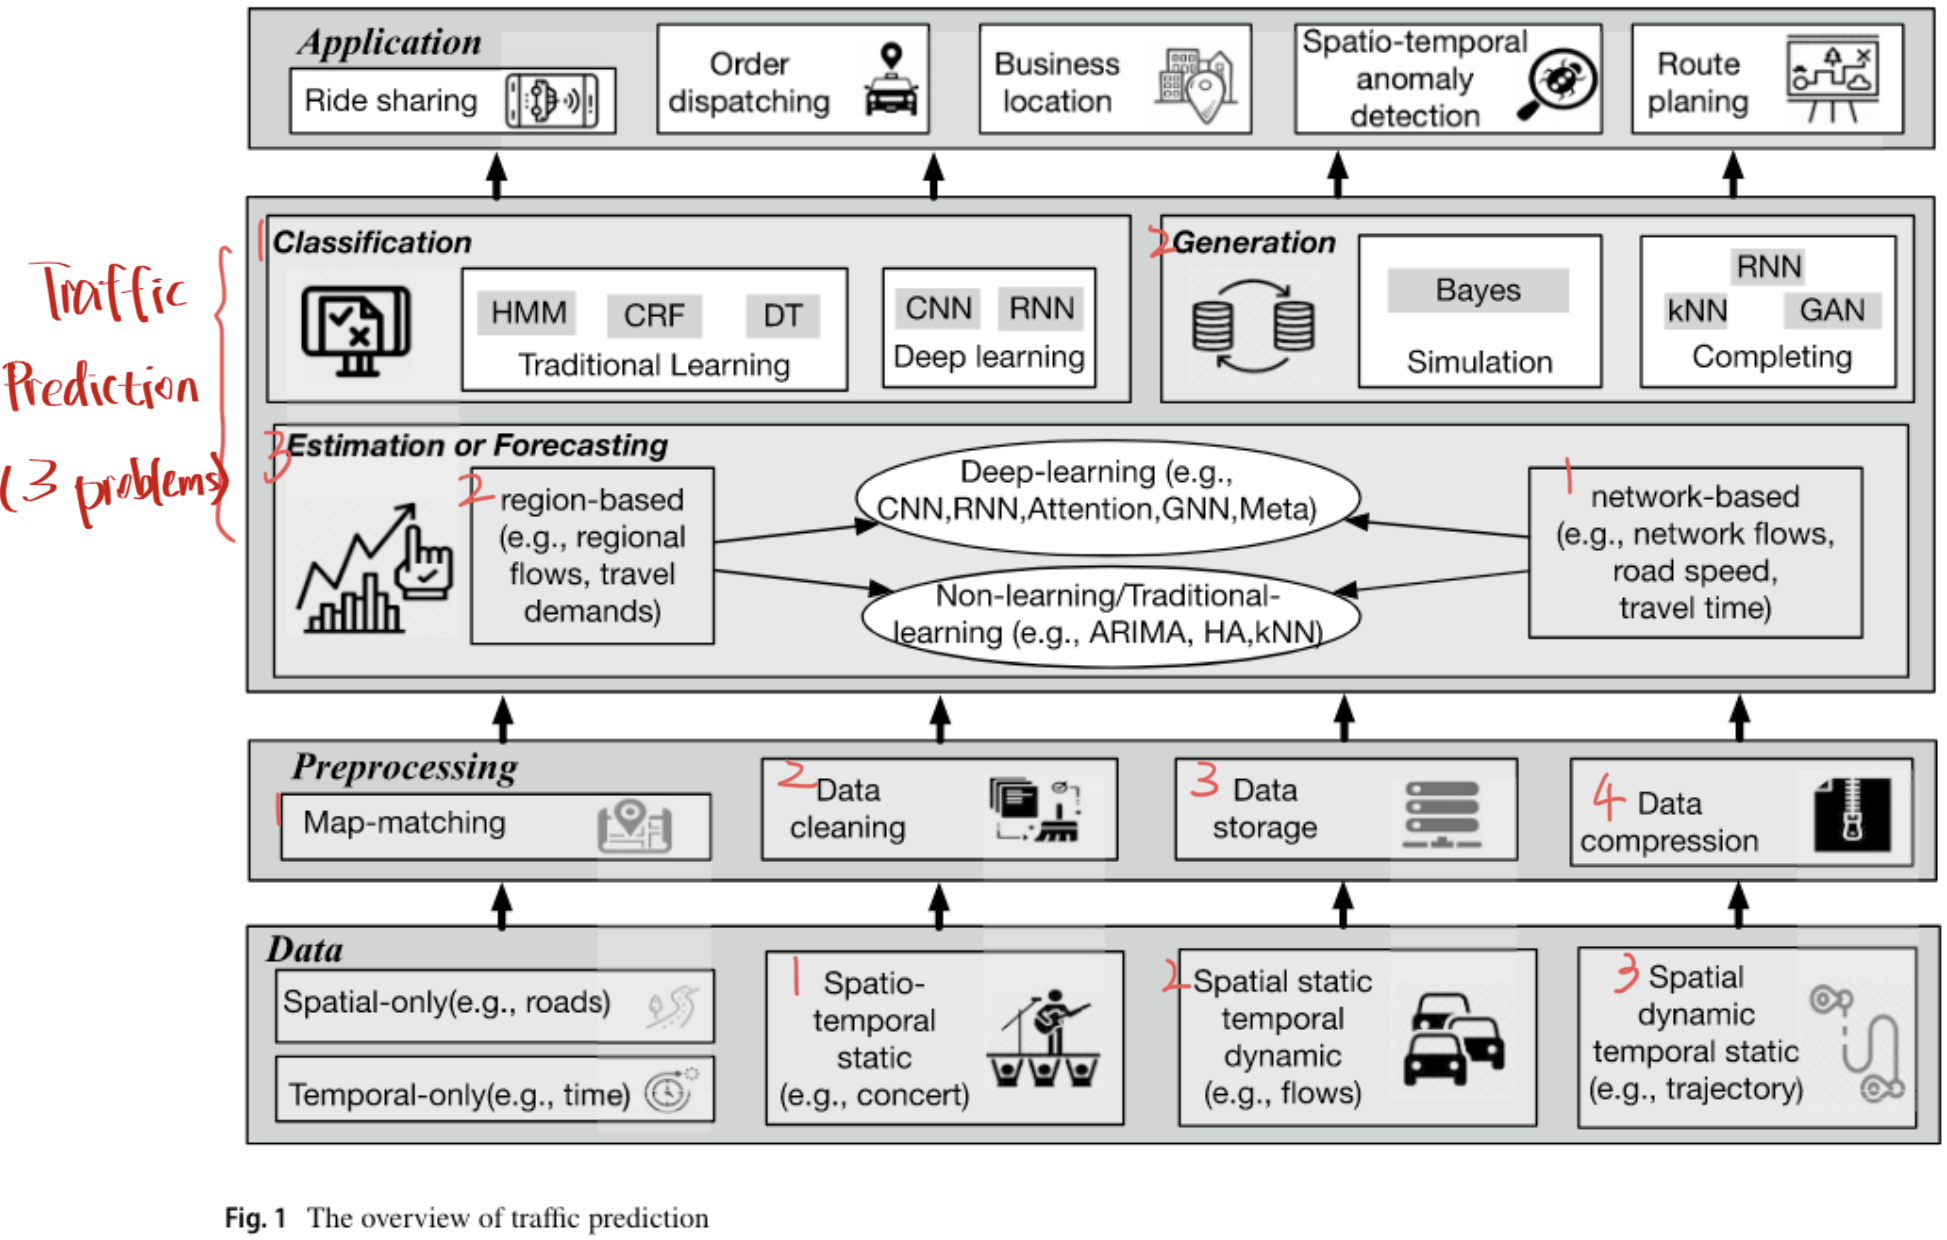 Application
Ride sharing
Order
dispatching
Business
location
Spatio-temporal
anomaly
detection
Route
planing
Traffic
Prediction
(3 problems)
1
Classification
HMM
CRF
DT
Traditional Learning
CNN
RNN
Deep learning
2
Generation
Bayes
Simulation
RNN
kNN
GAN
Completing
3
Estimation or Forecasting
2
region-based
(e.g., regional
flows, travel
demands)
Deep-learning (e.g.,
CNN,RNN,Attention,GNN,Meta)
Non-learning/Traditional-
learning (e.g., ARIMA, HA,kNN)
1
network-based
(e.g., network flows,
road speed,
travel time)
Preprocessing
1
Map-matching
2
Data
cleaning
3
Data
storage
4
Data
compression
Data
Spatial-only(e.g., roads)
Temporal-only(e.g., time)
1
Spatio-
temporal
static
(e.g., concert)
2
Spatial static
temporal
dynamic
(e.g., flows)
3
Spatial
dynamic
temporal static
(e.g., trajectory)
Fig. 1 The overview of traffic prediction